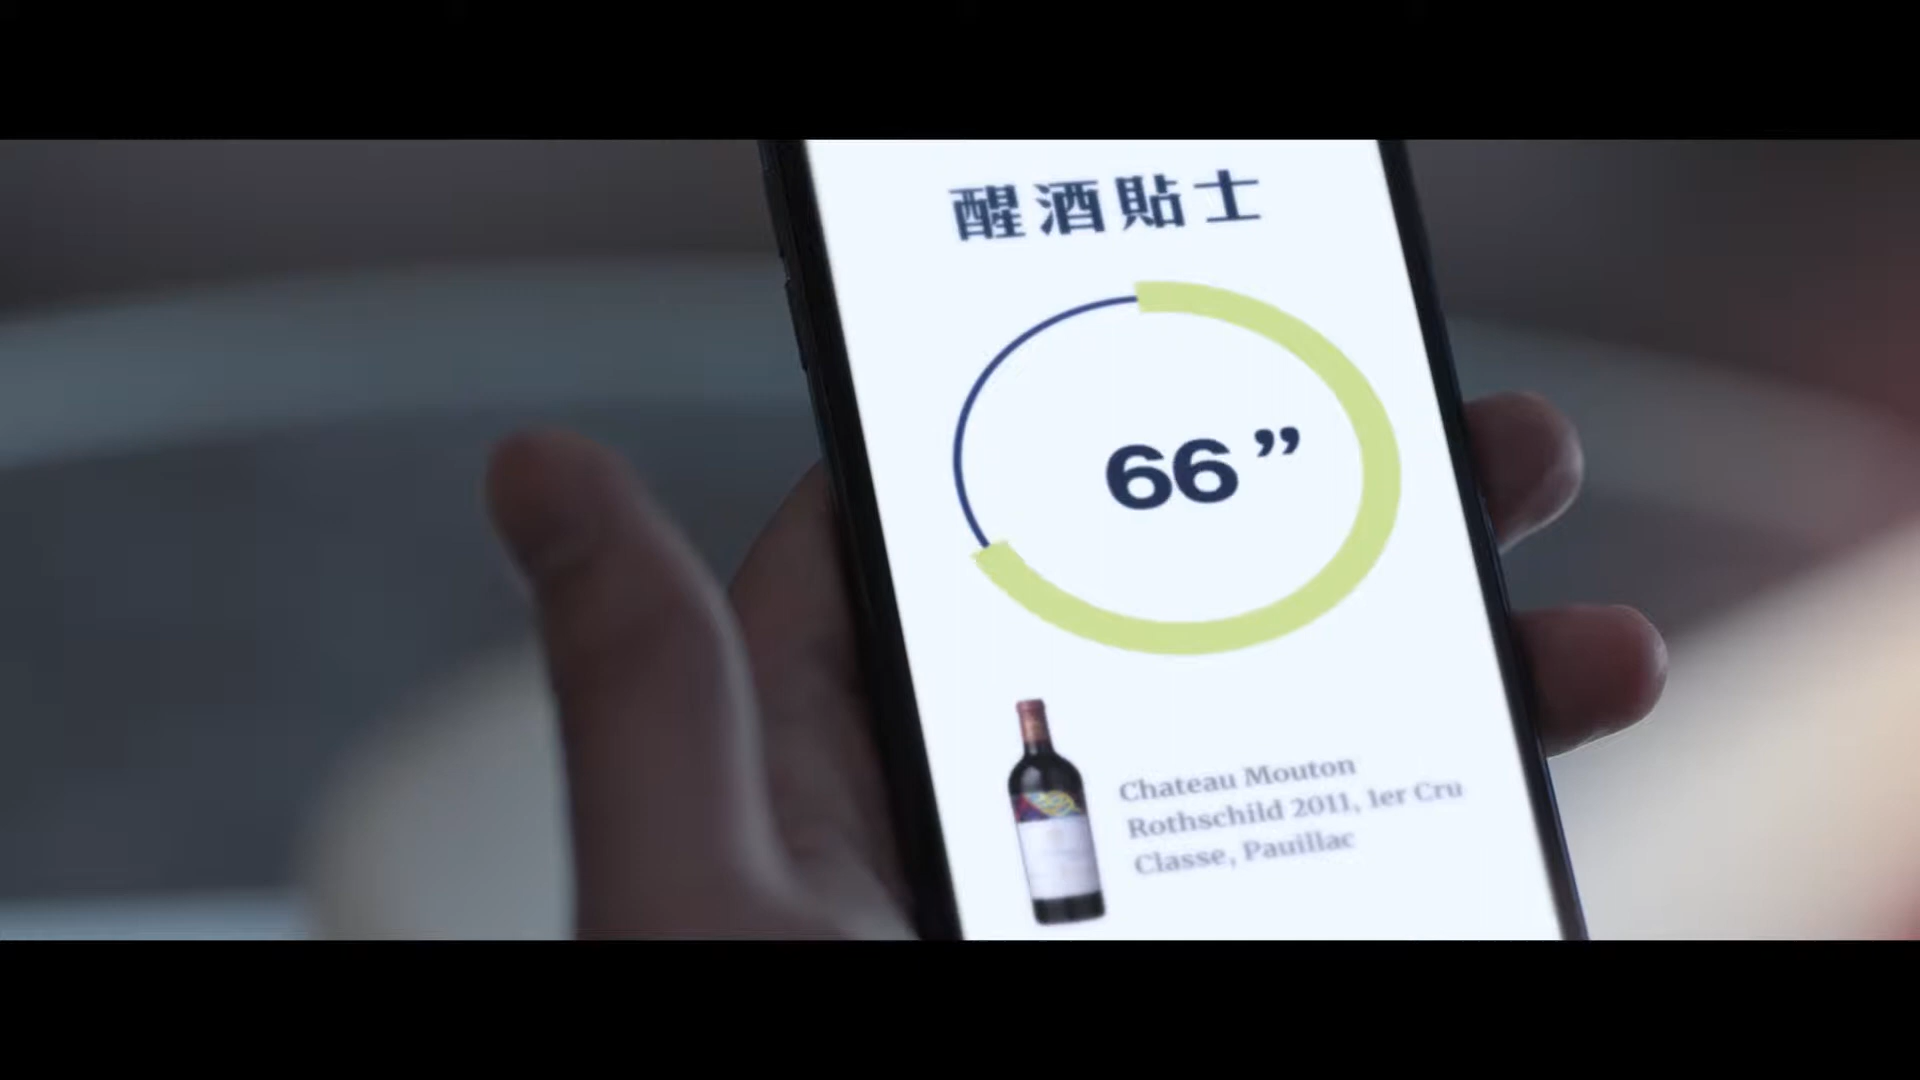 醒酒貼士
66”
Chateau Mouton
Rothschild 2011, 1er Cru
Classe, Pauillac